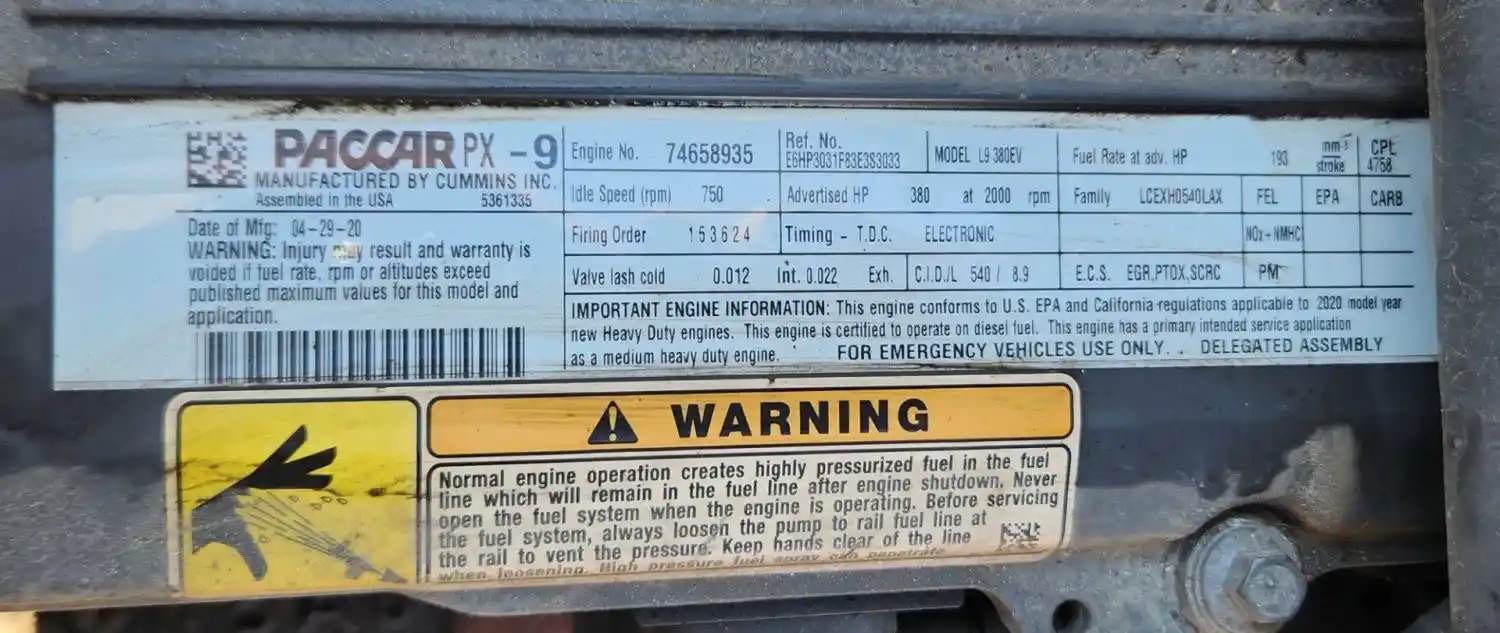 PACCAR PX - 9
MANUFACTURED BY CUMMINS INC.
Assembled in the USA 5361335
Date of Mfg: 04-29-20
WARNING: Injury may result and warranty is
voided if fuel rate, rpm or altitudes exceed
published maximum values for this model and
application.
Engine No. 74658935
Ref. No.
E6HP3031F83E3S3033
MODEL L9 380EV
Fuel Rate at adv. HP 193 mm³ stroke
CPL
4758
Idle Speed (rpm) 750
Advertised HP 380 at 2000 rpm
Family LCEXH0540LAX
FEL EPA CARB
Firing Order 153624
Timing - T.D.C. ELECTRONIC
NOx-NMHC
Valve lash cold 0.012 Int. 0.022 Exh.
C.I.D./L 540 / 8.9
E.C.S. EGR,PTOX,SCRC
PM
IMPORTANT ENGINE INFORMATION: This engine conforms to U.S. EPA and California regulations applicable to 2020 model year
new Heavy Duty engines. This engine is certified to operate on diesel fuel. This engine has a primary intended service application
as a medium heavy duty engine. FOR EMERGENCY VEHICLES USE ONLY. . DELEGATED ASSEMBLY
WARNING
Normal engine operation creates highly pressurized fuel in the fuel
line which will remain in the fuel line after engine shutdown. Never
open the fuel system when the engine is operating. Before servicing
the fuel system, always loosen the pump to rail fuel line at
the rail to vent the pressure. Keep hands clear of the line
when loosening. High pressure fuel spray can penetrate